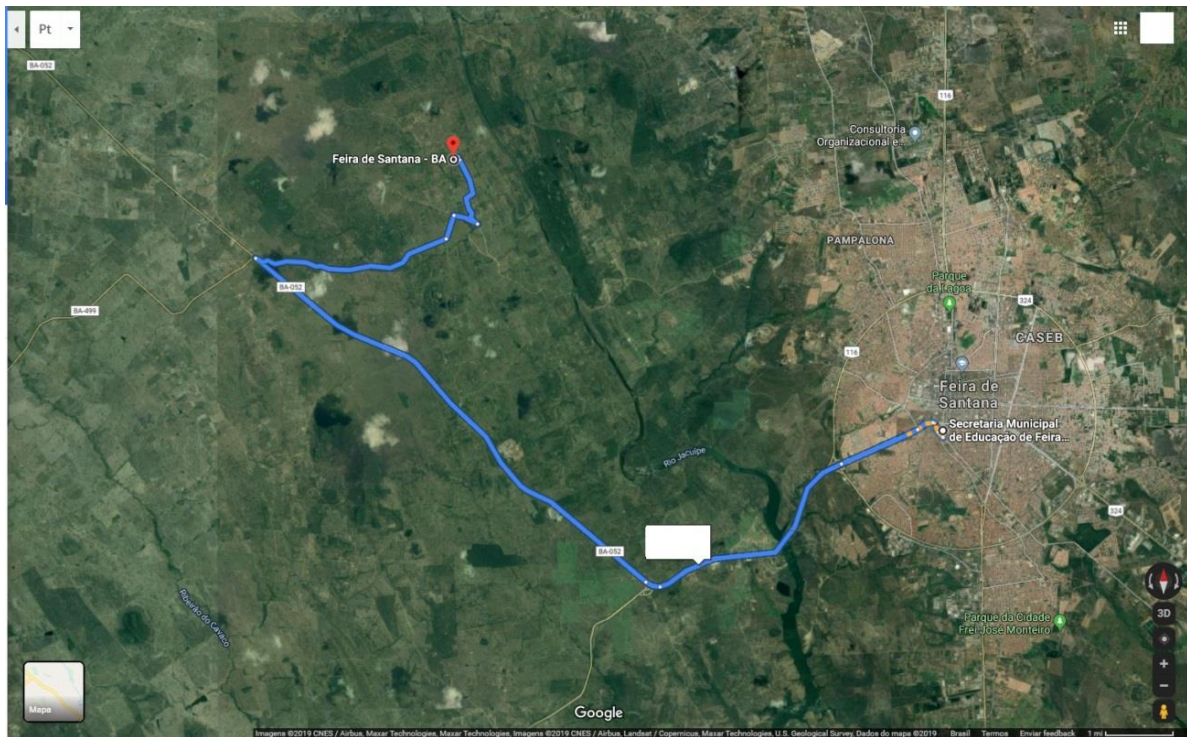 Pt
BA-052
116
Consultoria
Organizacional e...
Feira de Santana - BA
PAMPALONA
Parque
da Lagoa
BA-052
324
BA-499
CASEB
116
Feira de
Santana
Secretaria Municipal
de Educação de Feira...
Rio Jacuípe
324
BA-052
Ribeirão do Cavaco
Parque da Cidade
Frei José Monteiro
3D
Mapa
Google
Imagens ©2019 CNES / Airbus, Maxar Technologies, Maxar Technologies, Imagens ©2019 CNES / Airbus, Landsat / Copernicus, Maxar Technologies, U.S. Geological Survey, Dados do mapa ©2019 Brasil Termos Enviar feedback 1 mi